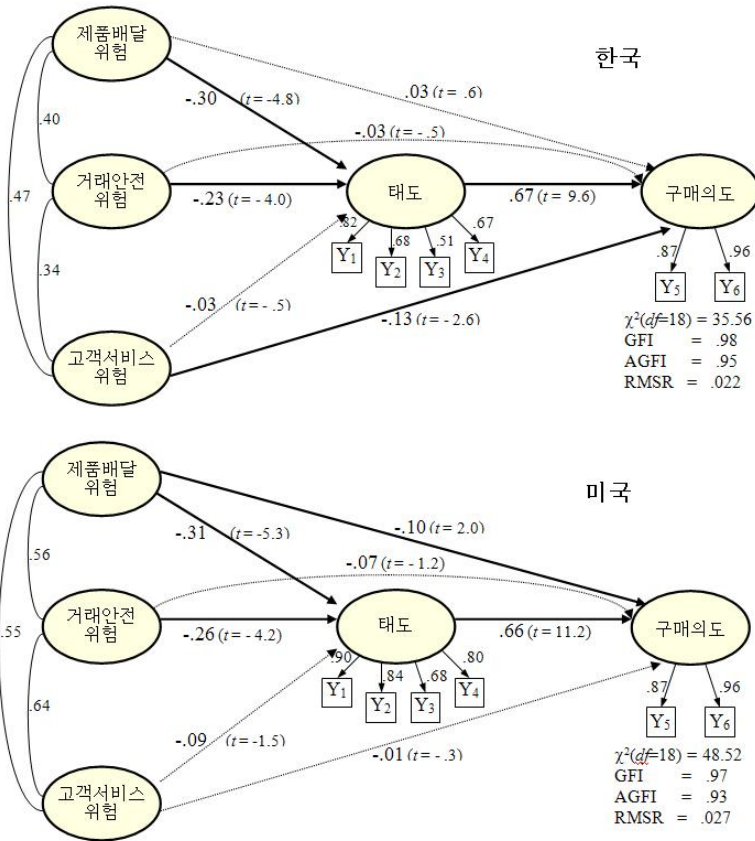 제품배달
위험
한국
-.30 (t = -4.8)
.03 (t = .6)
.40
-.03 (t = - .5)
.47
거래안전
위험
-.23 (t = - 4.0)
태도
.67 (t = 9.6)
구매의도
.82
.68
.51
.67
Y1
Y2
Y3
Y4
.87
.96
Y5
Y6
.34
-.03 (t = - .5)
-.13 (t = - 2.6)
고객서비스
위험
χ²(df=18) = 35.56
GFI = .98
AGFI = .95
RMSR = .022
제품배달
위험
미국
-.31 (t = -5.3)
-.10 (t = 2.0)
.56
-.07 (t = - 1.2)
.55
거래안전
위험
-.26 (t = - 4.2)
태도
.66 (t = 11.2)
구매의도
.90
.84
.68
.80
Y1
Y2
Y3
Y4
.87
.96
Y5
Y6
.64
-.09 (t = -1.5)
-.01 (t = - .3)
고객서비스
위험
χ²(df=18) = 48.52
GFI = .97
AGFI = .93
RMSR = .027